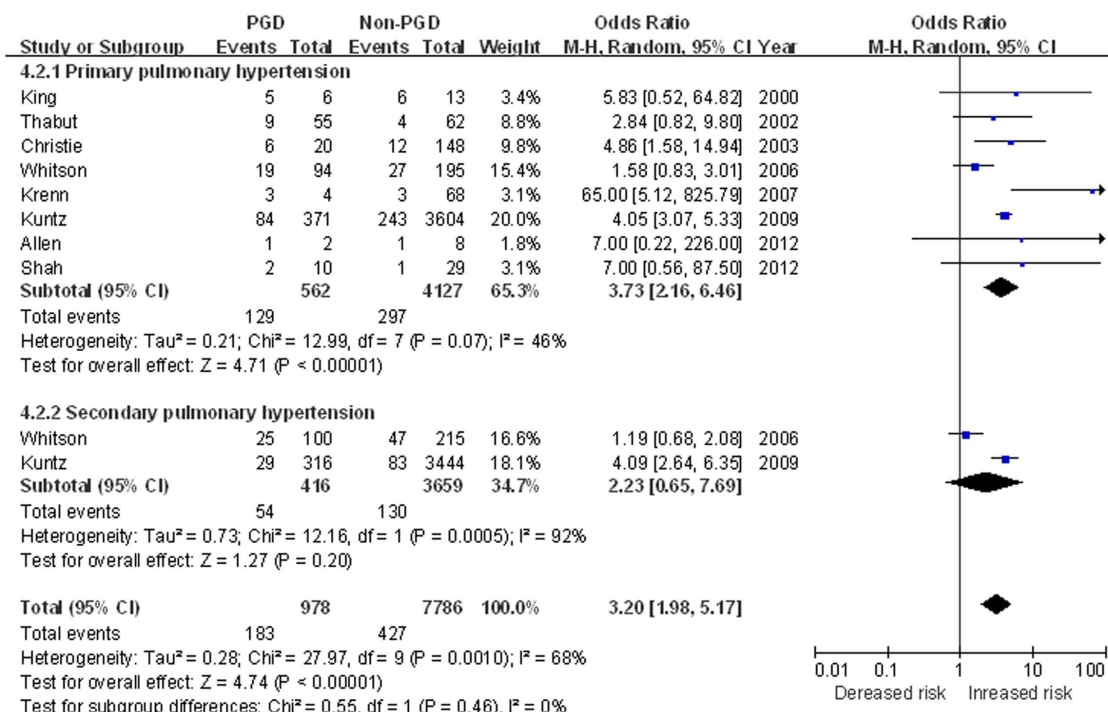 PGD Non-PGD Odds Ratio Odds Ratio
Study or Subgroup Events Total Events Total Weight M-H, Random, 95% CI Year M-H, Random, 95% CI
4.2.1 Primary pulmonary hypertension
King 5 6 6 13 3.4% 5.83 [0.52, 64.82] 2000
Thabut 9 55 4 62 8.8% 2.84 [0.82, 9.80] 2002
Christie 6 20 12 148 9.8% 4.86 [1.58, 14.94] 2003
Whitson 19 94 27 195 15.4% 1.58 [0.83, 3.01] 2006
Krenn 3 4 3 68 3.1% 65.00 [5.12, 825.79] 2007
Kuntz 84 371 243 3604 20.0% 4.05 [3.07, 5.33] 2009
Allen 1 2 1 8 1.8% 7.00 [0.22, 226.00] 2012
Shah 2 10 1 29 3.1% 7.00 [0.56, 87.50] 2012
Subtotal (95% CI) 562 4127 65.3% 3.73 [2.16, 6.46]
Total events 129 297
Heterogeneity: Tau² = 0.21; Chi² = 12.99, df = 7 (P = 0.07); I² = 46%
Test for overall effect: Z = 4.71 (P < 0.00001)
4.2.2 Secondary pulmonary hypertension
Whitson 25 100 47 215 16.6% 1.19 [0.68, 2.08] 2006
Kuntz 29 316 83 3444 18.1% 4.09 [2.64, 6.35] 2009
Subtotal (95% CI) 416 3659 34.7% 2.23 [0.65, 7.69]
Total events 54 130
Heterogeneity: Tau² = 0.73; Chi² = 12.16, df = 1 (P = 0.0005); I² = 92%
Test for overall effect: Z = 1.27 (P = 0.20)
Total (95% CI) 978 7786 100.0% 3.20 [1.98, 5.17]
Total events 183 427
Heterogeneity: Tau² = 0.28; Chi² = 27.97, df = 9 (P = 0.0010); I² = 68%
Test for overall effect: Z = 4.74 (P < 0.00001)
Test for subgroup differences: Chi² = 0.55, df = 1 (P = 0.46), I² = 0%
0.01 0.1 1 10 100
Dereased risk Inreased risk